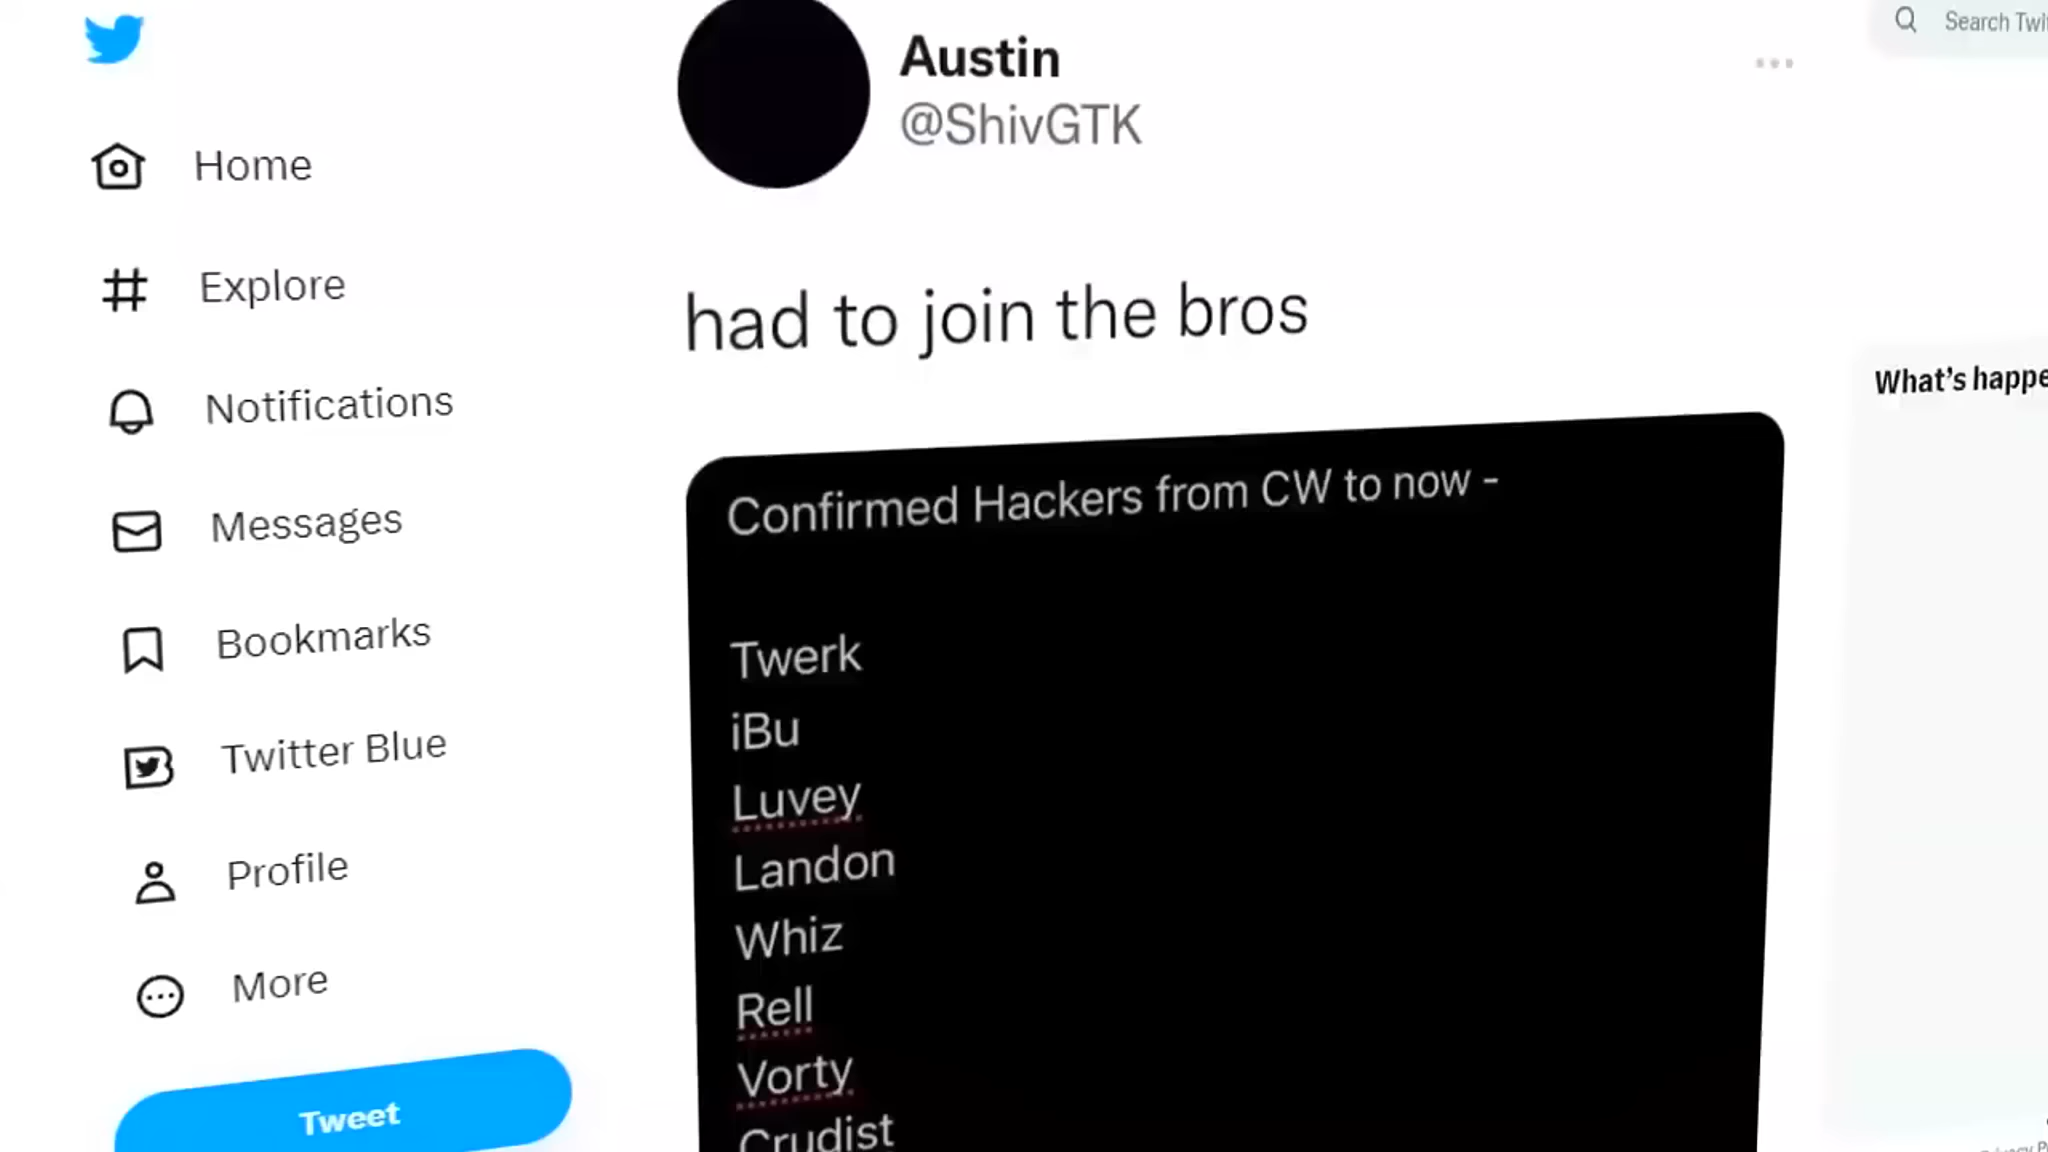 Search Twi
Austin
@ShivGTK
Home
Explore
Notifications
Messages
Bookmarks
Twitter Blue
Profile
More
Tweet
had to join the bros
Confirmed Hackers from CW to now -
Twerk
iBu
Luvey
Landon
Whiz
Rell
Vorty
Crudist
What's happe